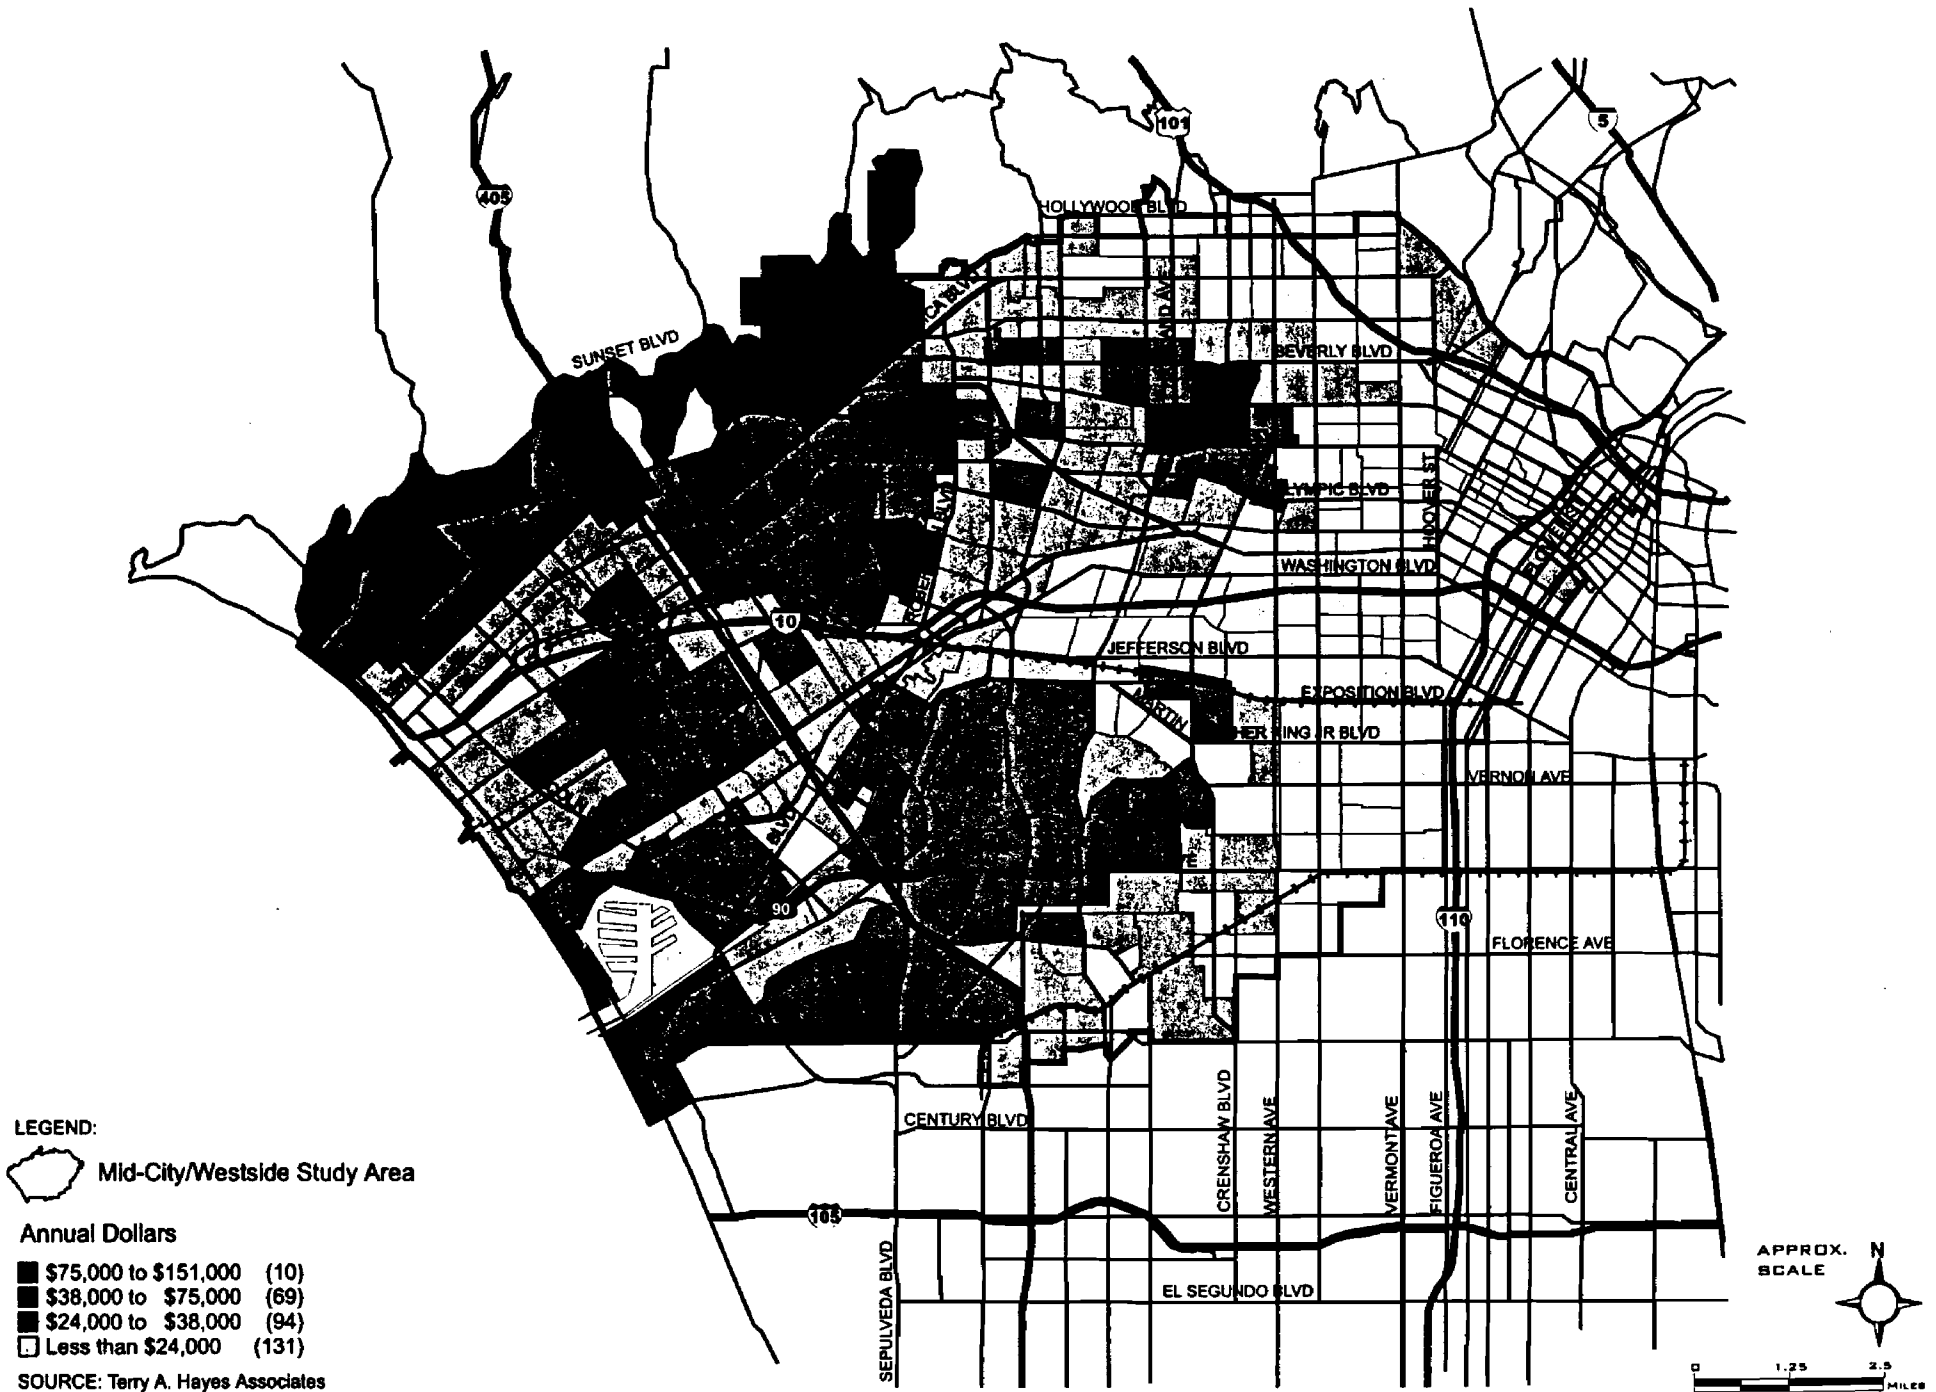 101
5
405
HOLLYWOOD BLVD
SUNSET BLVD
BEVERLY BLVD
HOOVER ST
WASHINGTON BLVD
10
JEFFERSON BLVD
EXPOSITION BLVD
MARTIN
KING JR BLVD
VERNON AVE
BLVD
90
110
FLORENCE AVE
CENTURY BLVD
CRENSHAW BLVD
WESTERN AVE
VERMONT AVE
FIGUEROA AVE
CENTRAL AVE
105
SEPULVEDA BLVD
EL SEGUNDO BLVD
LEGEND:
Mid-City/Westside Study Area
Annual Dollars
$75,000 to $151,000 (10)
$38,000 to $75,000 (69)
$24,000 to $38,000 (94)
Less than $24,000 (131)
SOURCE: Terry A. Hayes Associates
APPROX. N
SCALE
0 1.25 2.5
MILES